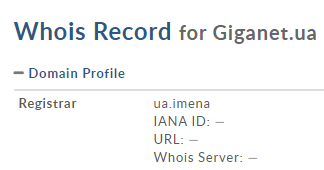 Whois Record for Giganet.ua
— Domain Profile
Registrar ua.imena
IANA ID: —
URL: —
Whois Server: —